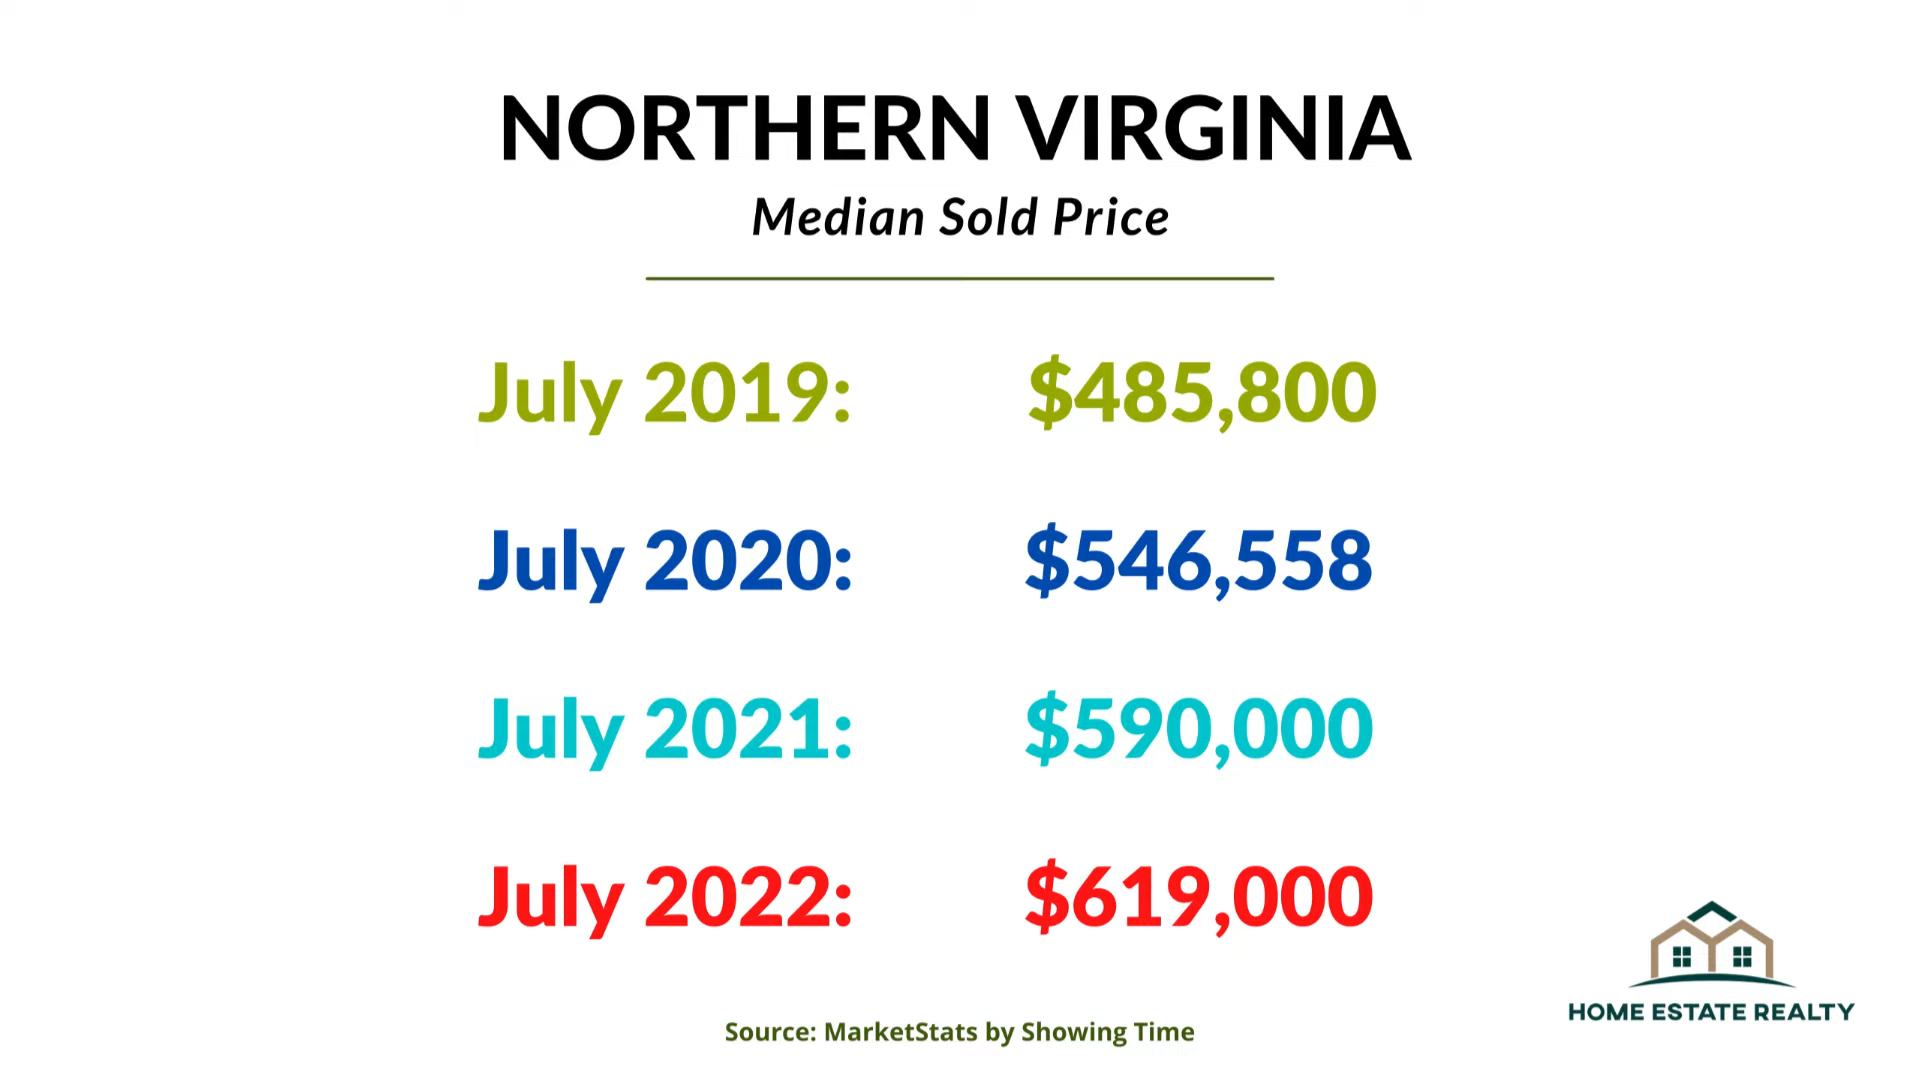 NORTHERN VIRGINIA
Median Sold Price
July 2019: $485,800
July 2020: $546,558
July 2021: $590,000
July 2022: $619,000
HOME ESTATE REALTY
Source: MarketStats by Showing Time